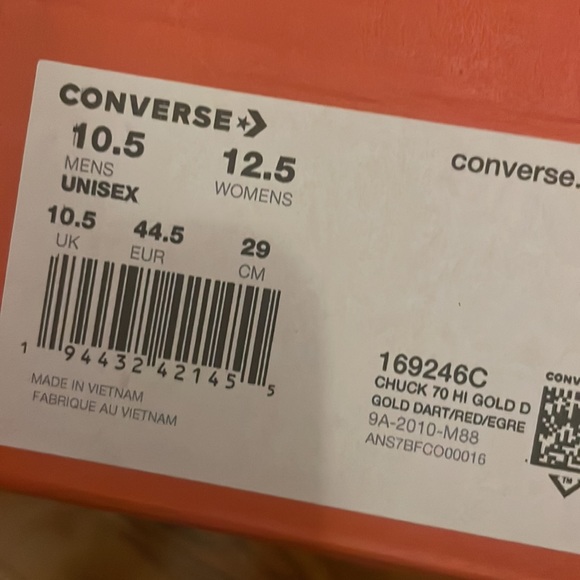 CONVERSE
10.5 12.5
MENS WOMENS
UNISEX
10.5 44.5 29
UK EUR CM
1 94432 42145 5
MADE IN VIETNAM
FABRIQUE AU VIETNAM
converse.
169246C
CHUCK 70 HI GOLD D
GOLD DART/RED/EGRE
9A-2010-M88
ANS7BFCO00016
CONV
TM